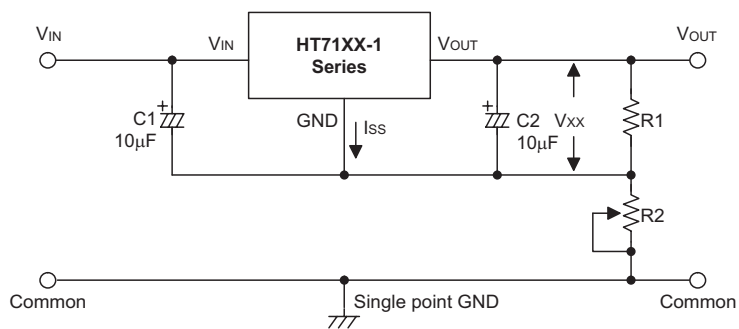 VIN
VIN
HT71XX-1
Series
VOUT
VOUT
C1
10μF
GND
ISS
C2
10μF
VXX
R1
R2
Common
Single point GND
Common